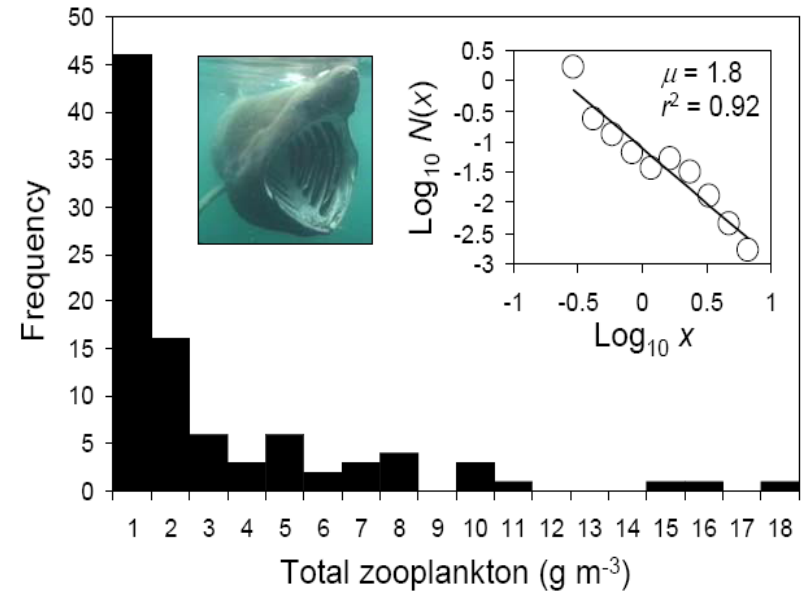 50
45
40
35
30
25
20
15
10
5
0
Frequency
1 2 3 4 5 6 7 8 9 10 11 12 13 14 15 16 17 18
Total zooplankton (g m⁻³)
0.5
0
-0.5
-1
-1.5
-2
-2.5
-3
Log₁₀ N(x)
μ = 1.8
r² = 0.92
-1 -0.5 0 0.5 1
Log₁₀ x